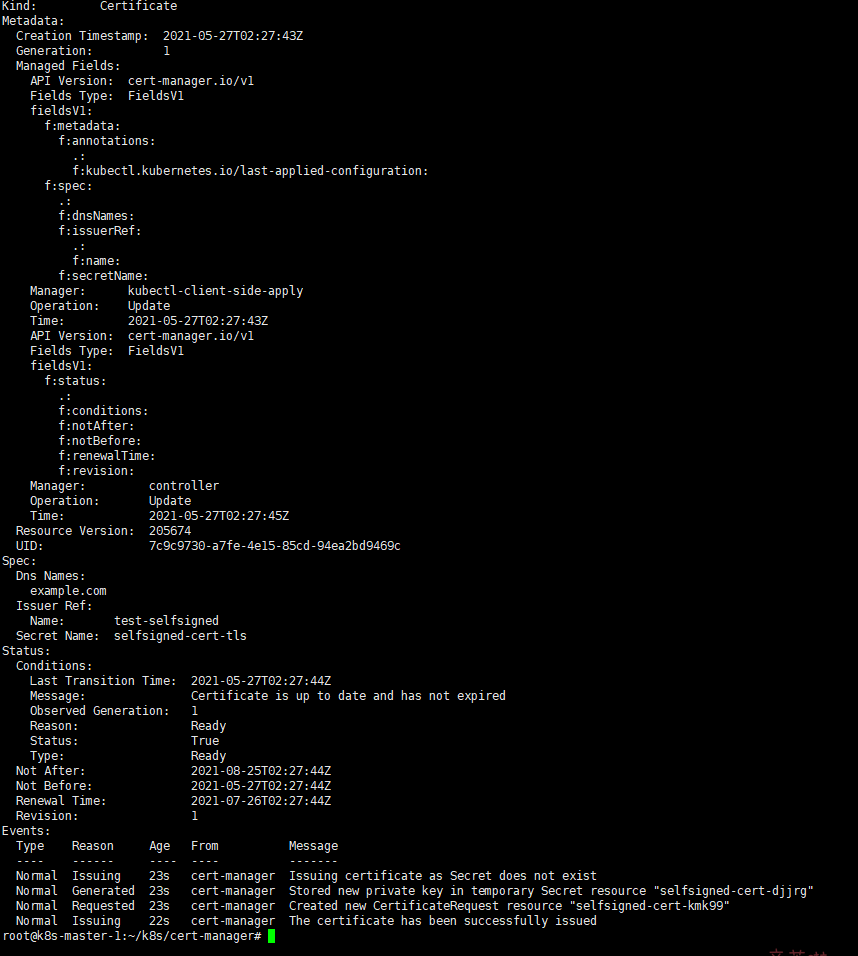 Kind:         Certificate
Metadata:
  Creation Timestamp:  2021-05-27T02:27:43Z
  Generation:          1
  Managed Fields:
    API Version:  cert-manager.io/v1
    Fields Type:  FieldsV1
    fieldsV1:
      f:metadata:
        f:annotations:
          .:
          f:kubectl.kubernetes.io/last-applied-configuration:
      f:spec:
        .:
        f:dnsNames:
        f:issuerRef:
          .:
          f:name:
        f:secretName:
    Manager:      kubectl-client-side-apply
    Operation:    Update
    Time:         2021-05-27T02:27:43Z
    API Version:  cert-manager.io/v1
    Fields Type:  FieldsV1
    fieldsV1:
      f:status:
        .:
        f:conditions:
        f:notAfter:
        f:notBefore:
        f:renewalTime:
        f:revision:
    Manager:         controller
    Operation:       Update
    Time:            2021-05-27T02:27:45Z
  Resource Version:  205674
  UID:               7c9c9730-a7fe-4e15-85cd-94ea2bd9469c
Spec:
  Dns Names:
    example.com
  Issuer Ref:
    Name:       test-selfsigned
  Secret Name:  selfsigned-cert-tls
Status:
  Conditions:
    Last Transition Time:  2021-05-27T02:27:44Z
    Message:               Certificate is up to date and has not expired
    Observed Generation:   1
    Reason:                Ready
    Status:                True
    Type:                  Ready
  Not After:               2021-08-25T02:27:44Z
  Not Before:              2021-05-27T02:27:44Z
  Renewal Time:            2021-07-26T02:27:44Z
  Revision:                1
Events:
  Type    Reason     Age   From          Message
  ----    ------     ----  ----          -------
  Normal  Issuing    23s   cert-manager  Issuing certificate as Secret does not exist
  Normal  Generated  23s   cert-manager  Stored new private key in temporary Secret resource "selfsigned-cert-djjrg"
  Normal  Requested  23s   cert-manager  Created new CertificateRequest resource "selfsigned-cert-kmk99"
  Normal  Issuing    22s   cert-manager  The certificate has been successfully issued
root@k8s-master-1:~/k8s/cert-manager#